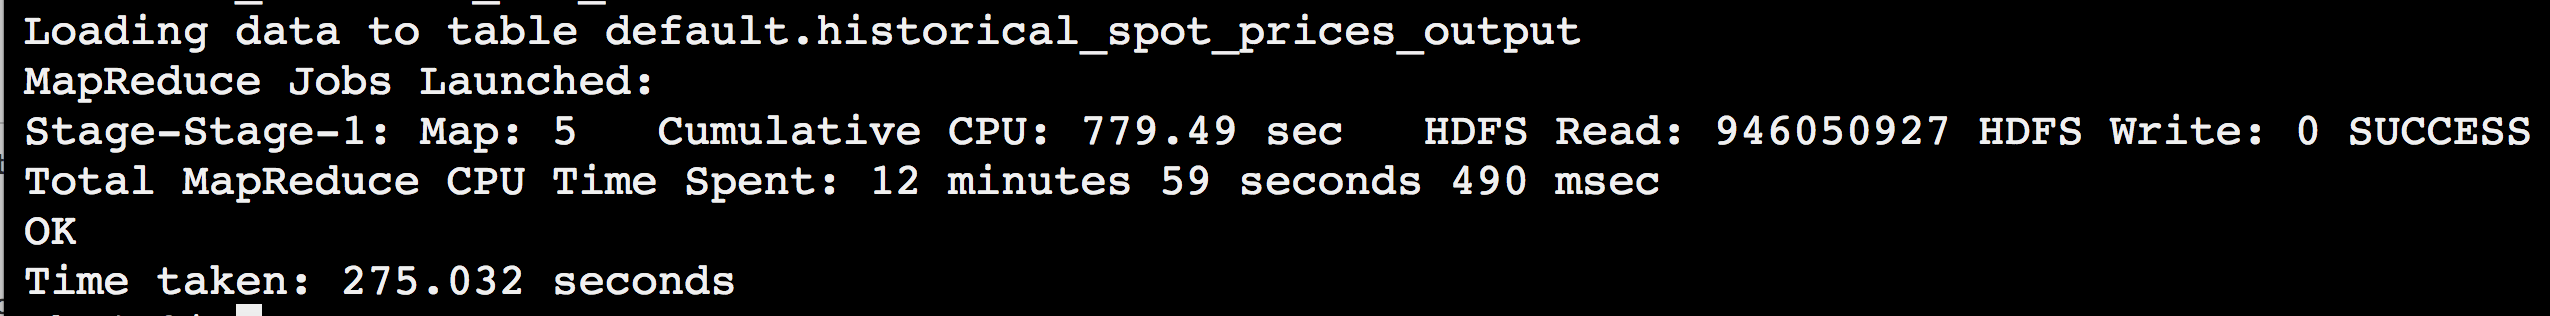 Loading data to table default.historical_spot_prices_output
MapReduce Jobs Launched:
Stage-Stage-1: Map: 5   Cumulative CPU: 779.49 sec   HDFS Read: 946050927 HDFS Write: 0 SUCCESS
Total MapReduce CPU Time Spent: 12 minutes 59 seconds 490 msec
OK
Time taken: 275.032 seconds